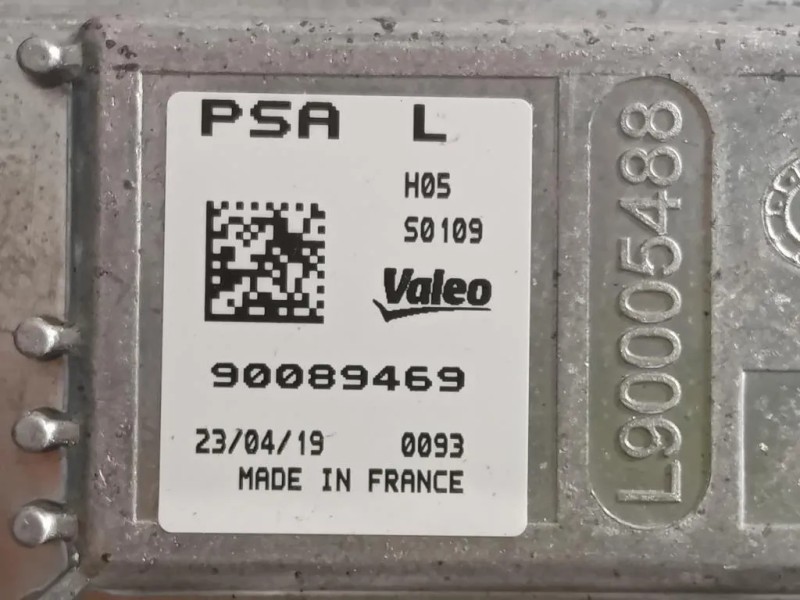 PSA L
H05
S0109
Valeo
90089469
23/04/19 0093
MADE IN FRANCE
L90005488